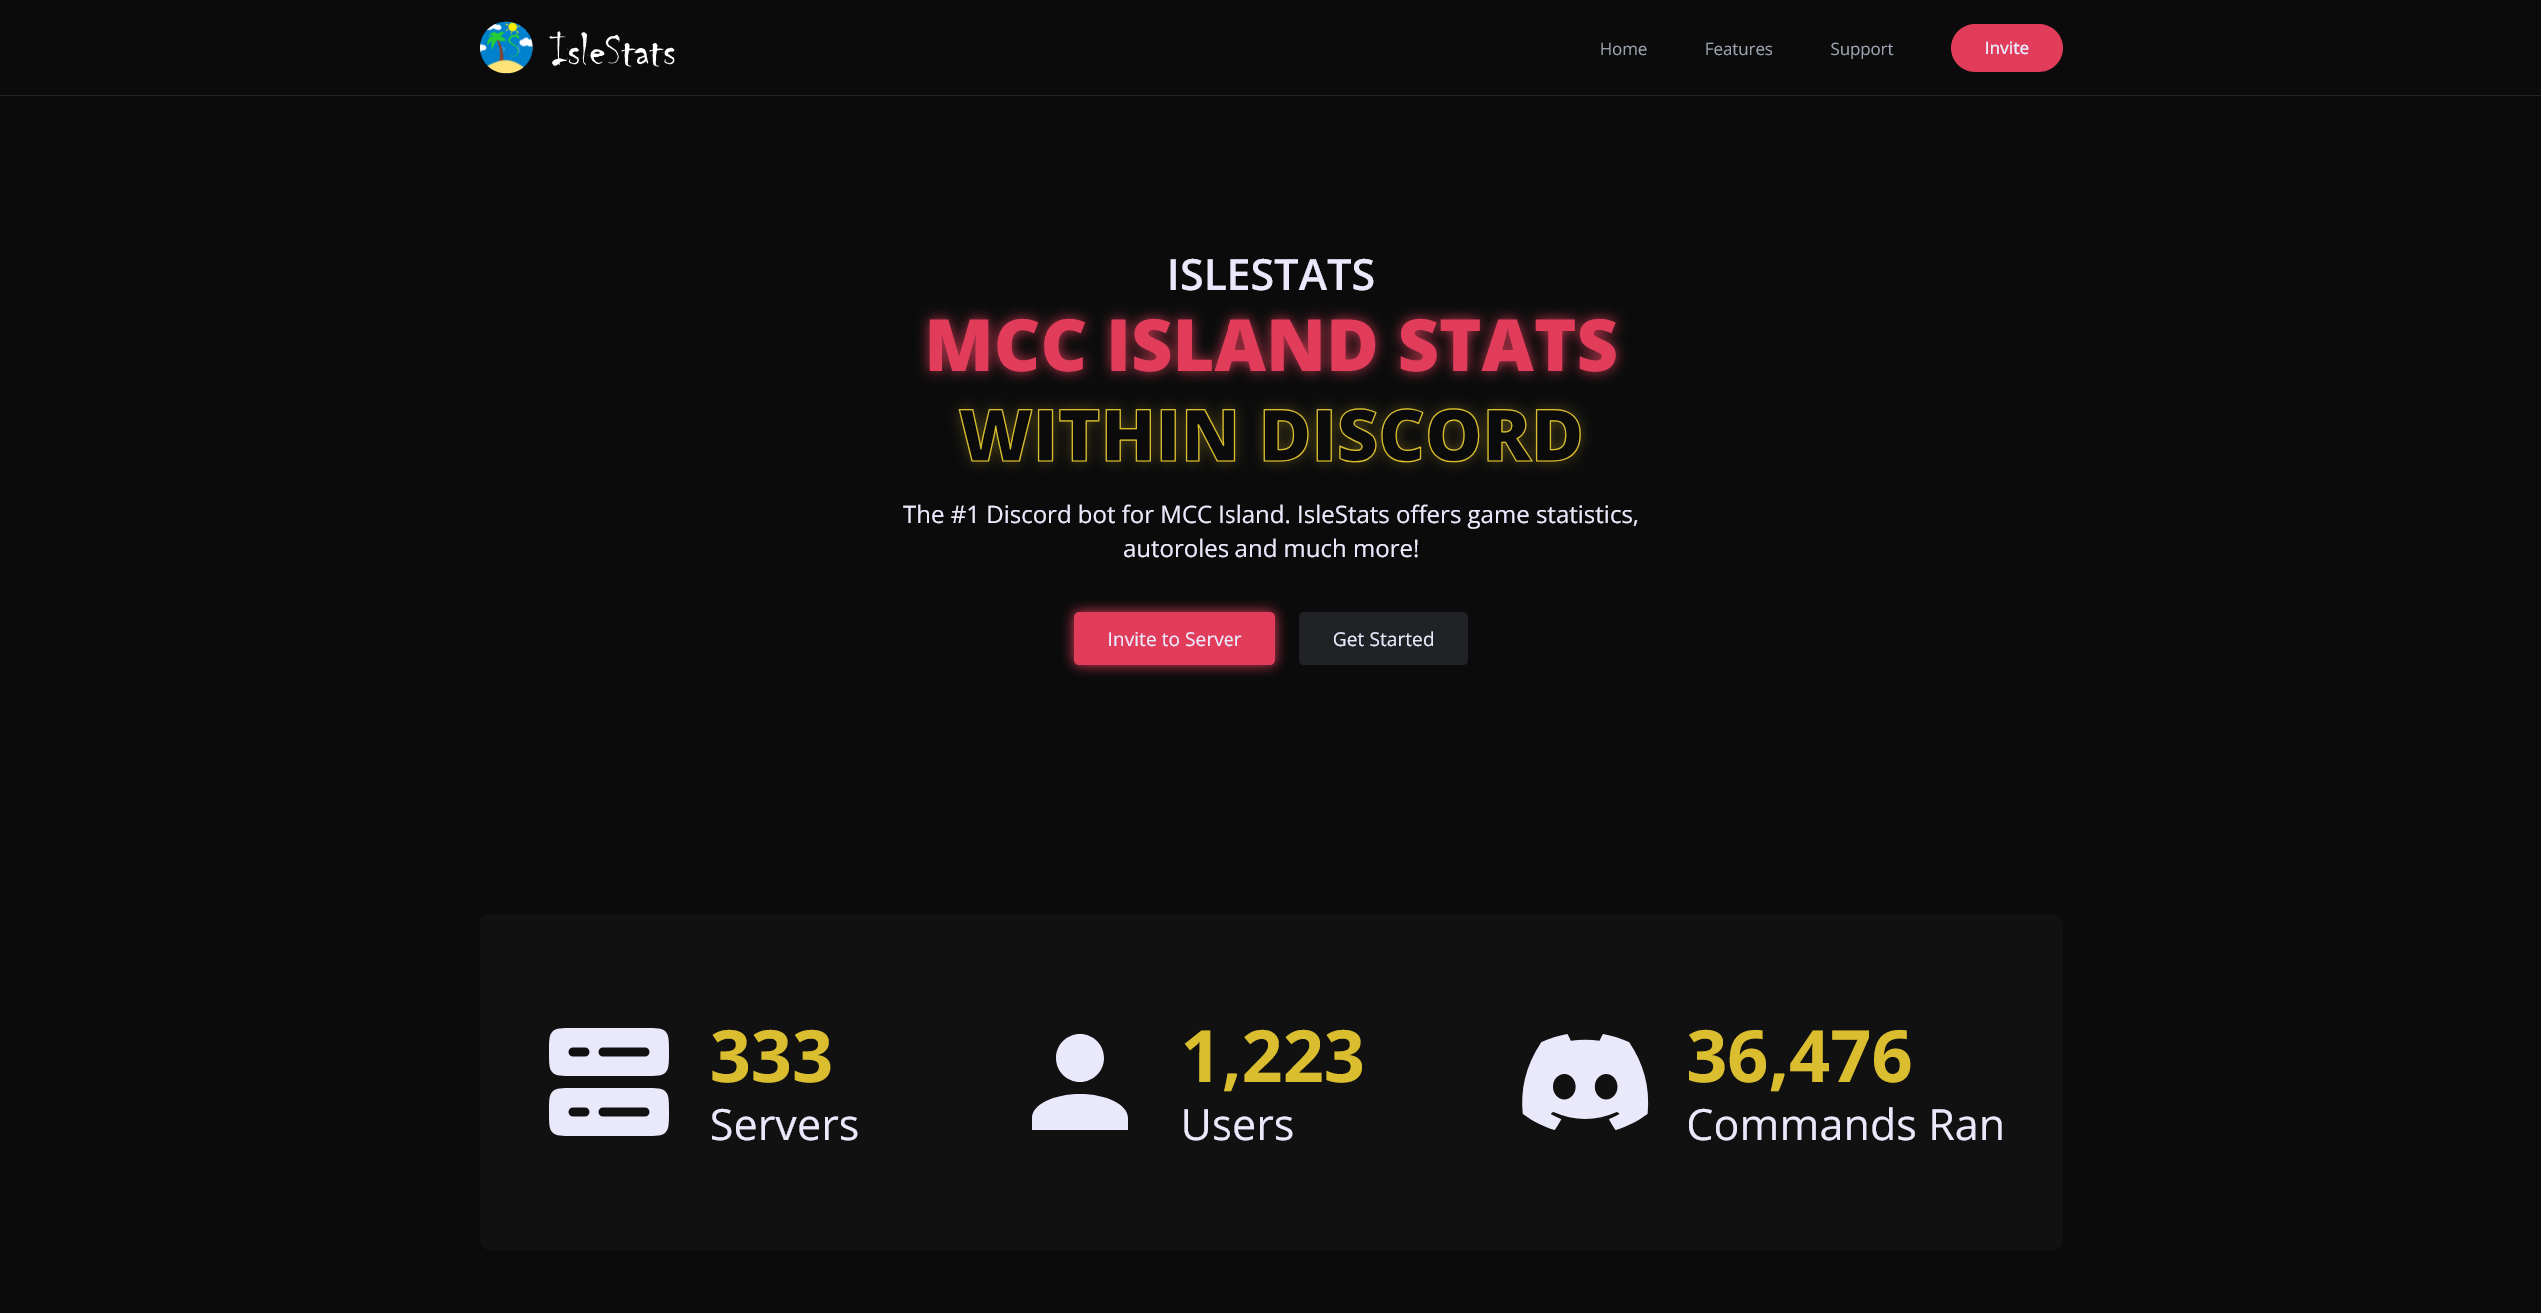 IsleStats
Home
Features
Support
Invite
ISLESTATS
MCC ISLAND STATS
WITHIN DISCORD
The #1 Discord bot for MCC Island. IsleStats offers game statistics,
autoroles and much more!
Invite to Server
Get Started
333
Servers
1,223
Users
36,476
Commands Ran